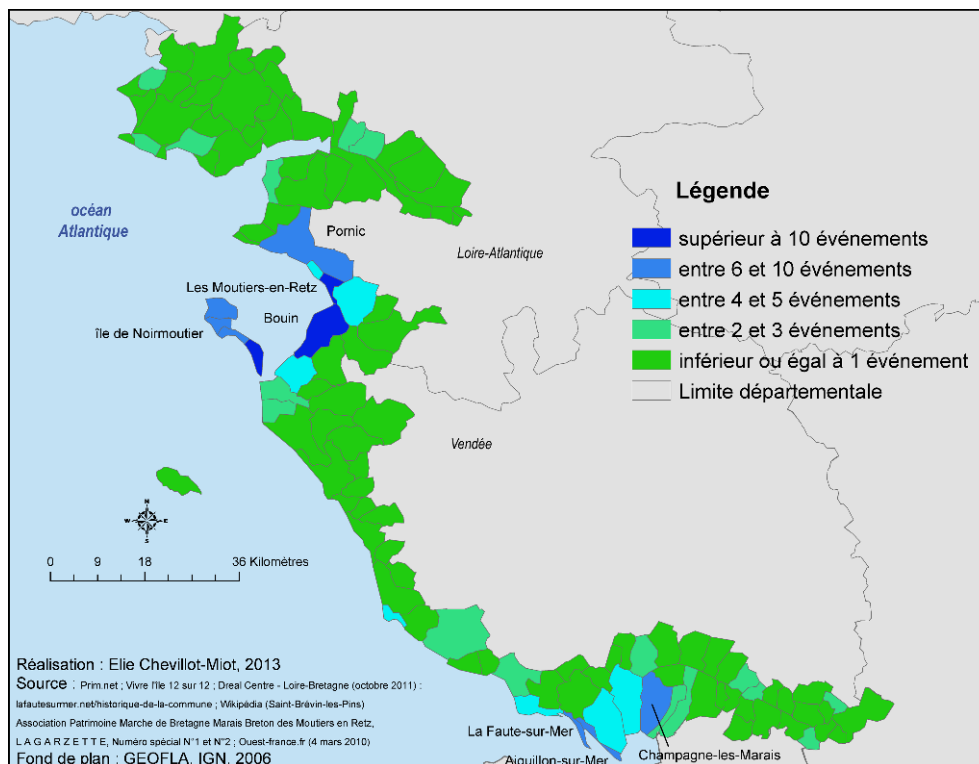 océan
Atlantique
Pornic
Loire-Atlantique
Les Moutiers-en-Retz
Bouin
île de Noirmoutier
Vendée
Légende
supérieur à 10 événements
entre 6 et 10 événements
entre 4 et 5 événements
entre 2 et 3 événements
inférieur ou égal à 1 événement
Limite départementale
N
W E
S
0 9 18 36 Kilomètres
La Faute-sur-Mer
Aiguillon-sur-Mer
Champagne-les-Marais
Réalisation : Elie Chevillot-Miot, 2013
Source : Prim.net ; Vivre l'île 12 sur 12 ; Dreal Centre - Loire-Bretagne (octobre 2011) :
lafautesurmer.net/historique-de-la-commune ; Wikipédia (Saint-Brévin-les-Pins)
Association Patrimoine Marche de Bretagne Marais Breton des Moutiers en Retz,
L A G A R Z E T T E, Numéro spécial N°1 et N°2 ; Ouest-france.fr (4 mars 2010)
Fond de plan : GEOFLA, IGN, 2006